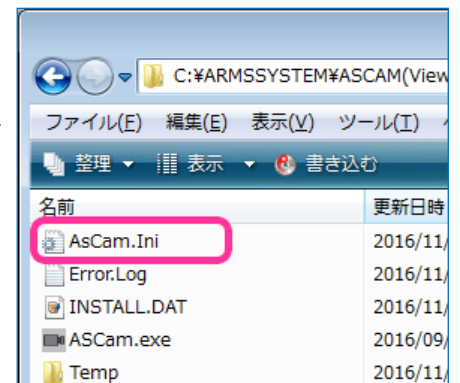 C:¥ARMSSYSTEM¥ASCAM(View
ファイル(F) 編集(E) 表示(V) ツール(T)
整理 表示 書き込む
名前 更新日時
AsCam.Ini 2016/11/
Error.Log 2016/11/
INSTALL.DAT 2016/11/
ASCam.exe 2016/09/
Temp 2016/11/